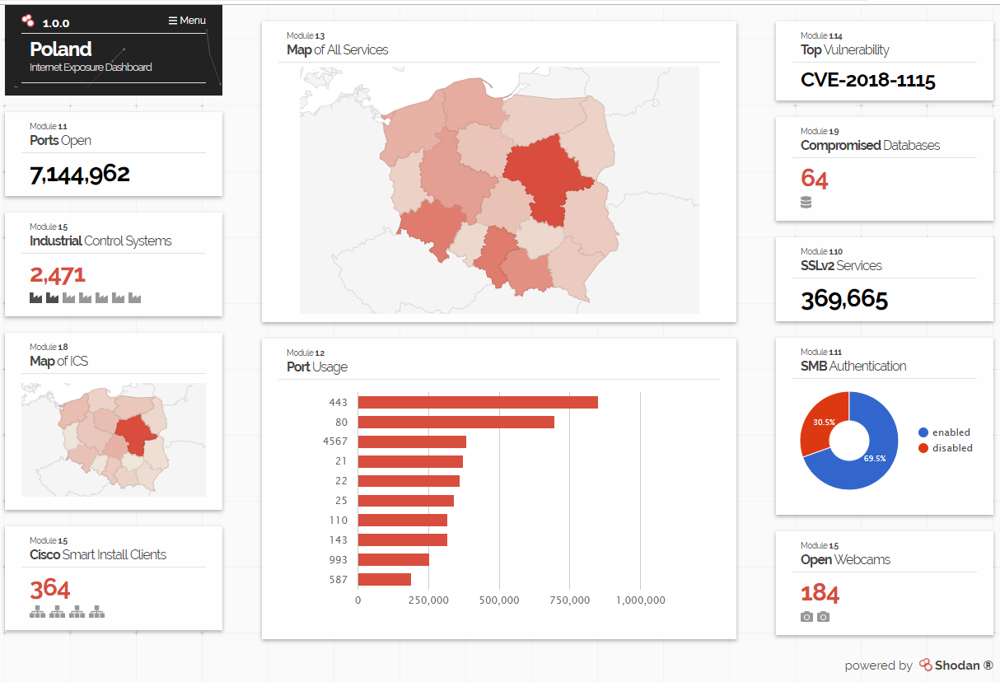 1.0.0
☰ Menu
Poland
Internet Exposure Dashboard
Module 1.1
Ports Open
7,144,962
Module 1.5
Industrial Control Systems
2,471
Module 1.8
Map of ICS
Module 1.5
Cisco Smart Install Clients
364
Module 1.3
Map of All Services
Module 1.2
Port Usage
443
80
4567
21
22
25
110
143
993
587
0
250,000
500,000
750,000
1,000,000
Module 1.14
Top Vulnerability
CVE-2018-1115
Module 1.9
Compromised Databases
64
Module 1.10
SSLv2 Services
369,665
Module 1.11
SMB Authentication
30.5%
69.5%
enabled
disabled
Module 1.5
Open Webcams
184
powered by Shodan ®